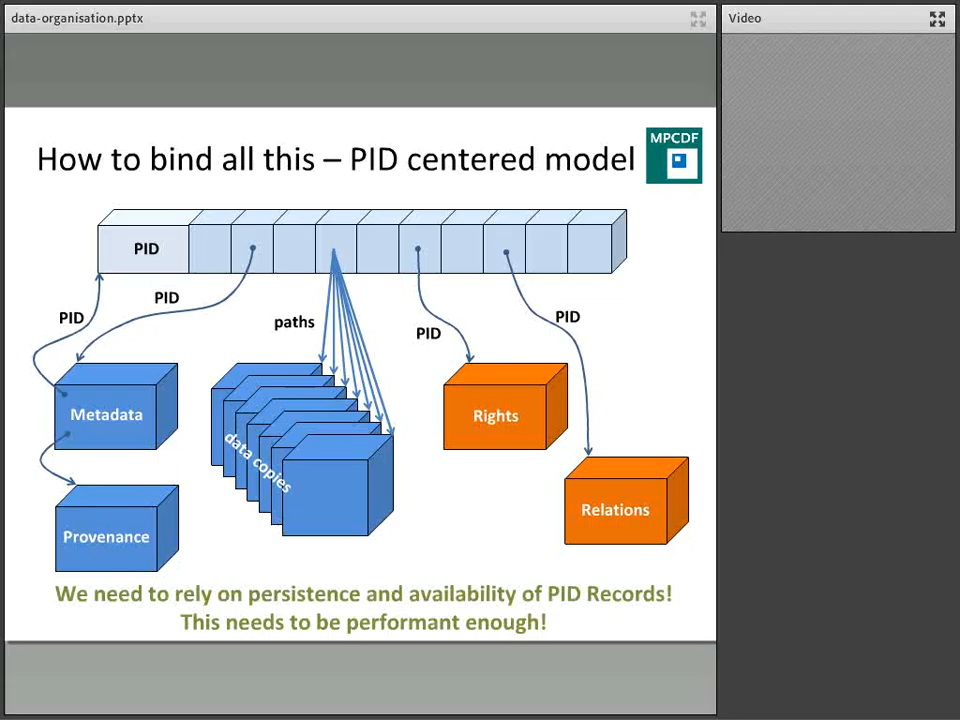 data-organisation.pptx
Video
How to bind all this – PID centered model
MPCDF
PID
PID
PID
paths
PID
PID
Metadata
data copies
Rights
Relations
Provenance
We need to rely on persistence and availability of PID Records!
This needs to be performant enough!